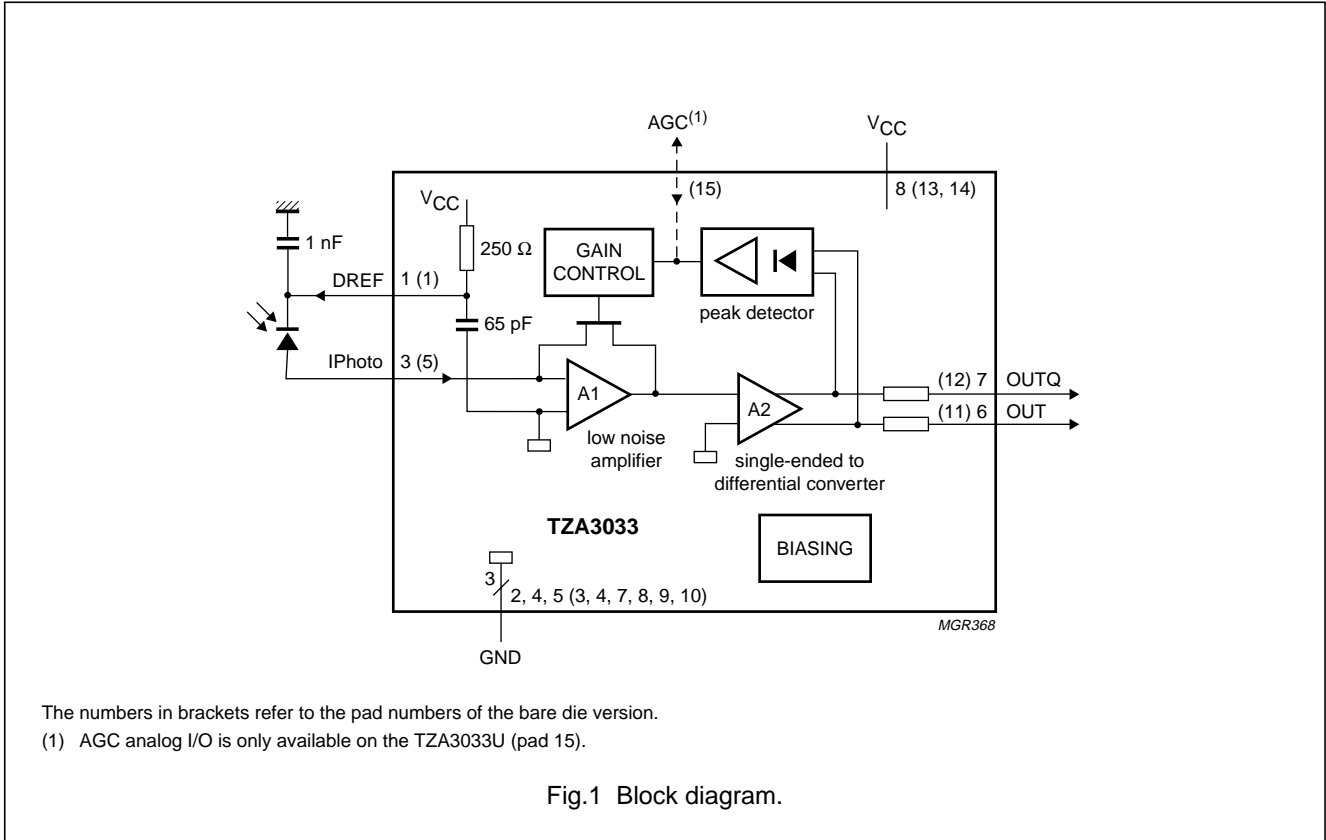 AGC(1)
VCC
(15)
8 (13, 14)
VCC
1 nF
250 Ω
GAIN
CONTROL
DREF
1 (1)
peak detector
65 pF
IPhoto
3 (5)
A1
(12) 7
OUTQ
A2
(11) 6
OUT
low noise
amplifier
single-ended to
differential converter
TZA3033
BIASING
3
2, 4, 5 (3, 4, 7, 8, 9, 10)
MGR368
GND
The numbers in brackets refer to the pad numbers of the bare die version.
(1) AGC analog I/O is only available on the TZA3033U (pad 15).
Fig.1 Block diagram.